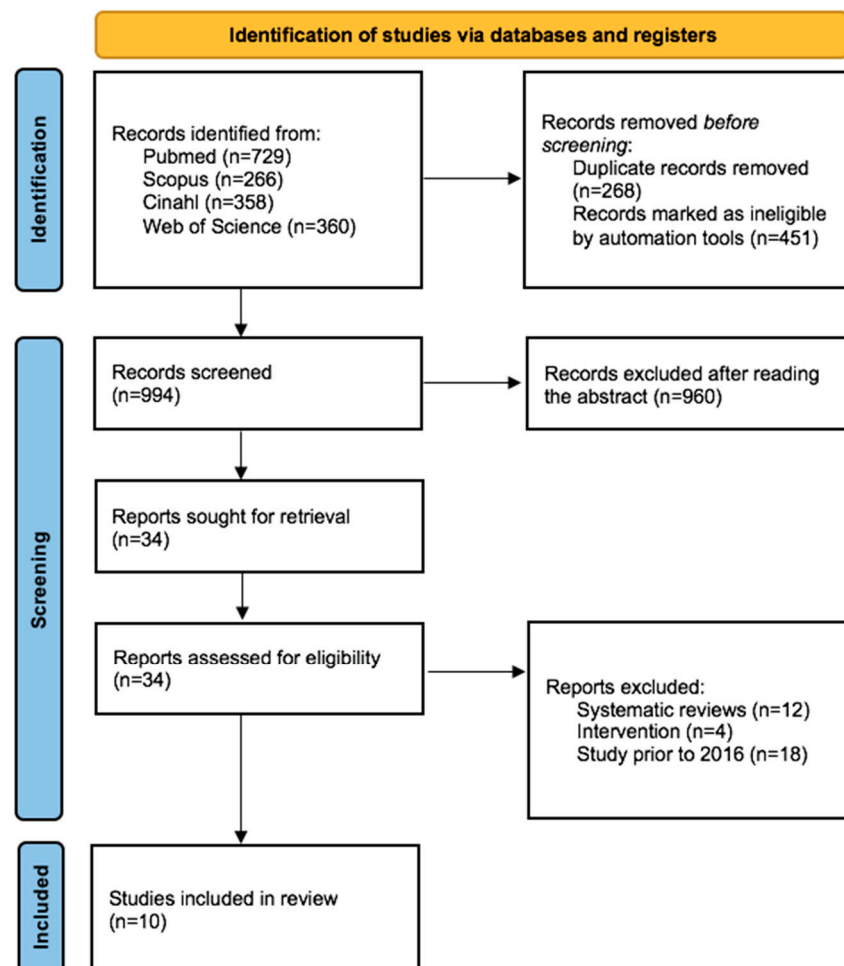 Identification of studies via databases and registers
Identification
Records identified from:
Pubmed (n=729)
Scopus (n=266)
Cinahl (n=358)
Web of Science (n=360)
Records removed before
screening:
Duplicate records removed
(n=268)
Records marked as ineligible
by automation tools (n=451)
Screening
Records screened
(n=994)
Records excluded after reading
the abstract (n=960)
Reports sought for retrieval
(n=34)
Reports assessed for eligibility
(n=34)
Reports excluded:
Systematic reviews (n=12)
Intervention (n=4)
Study prior to 2016 (n=18)
Included
Studies included in review
(n=10)